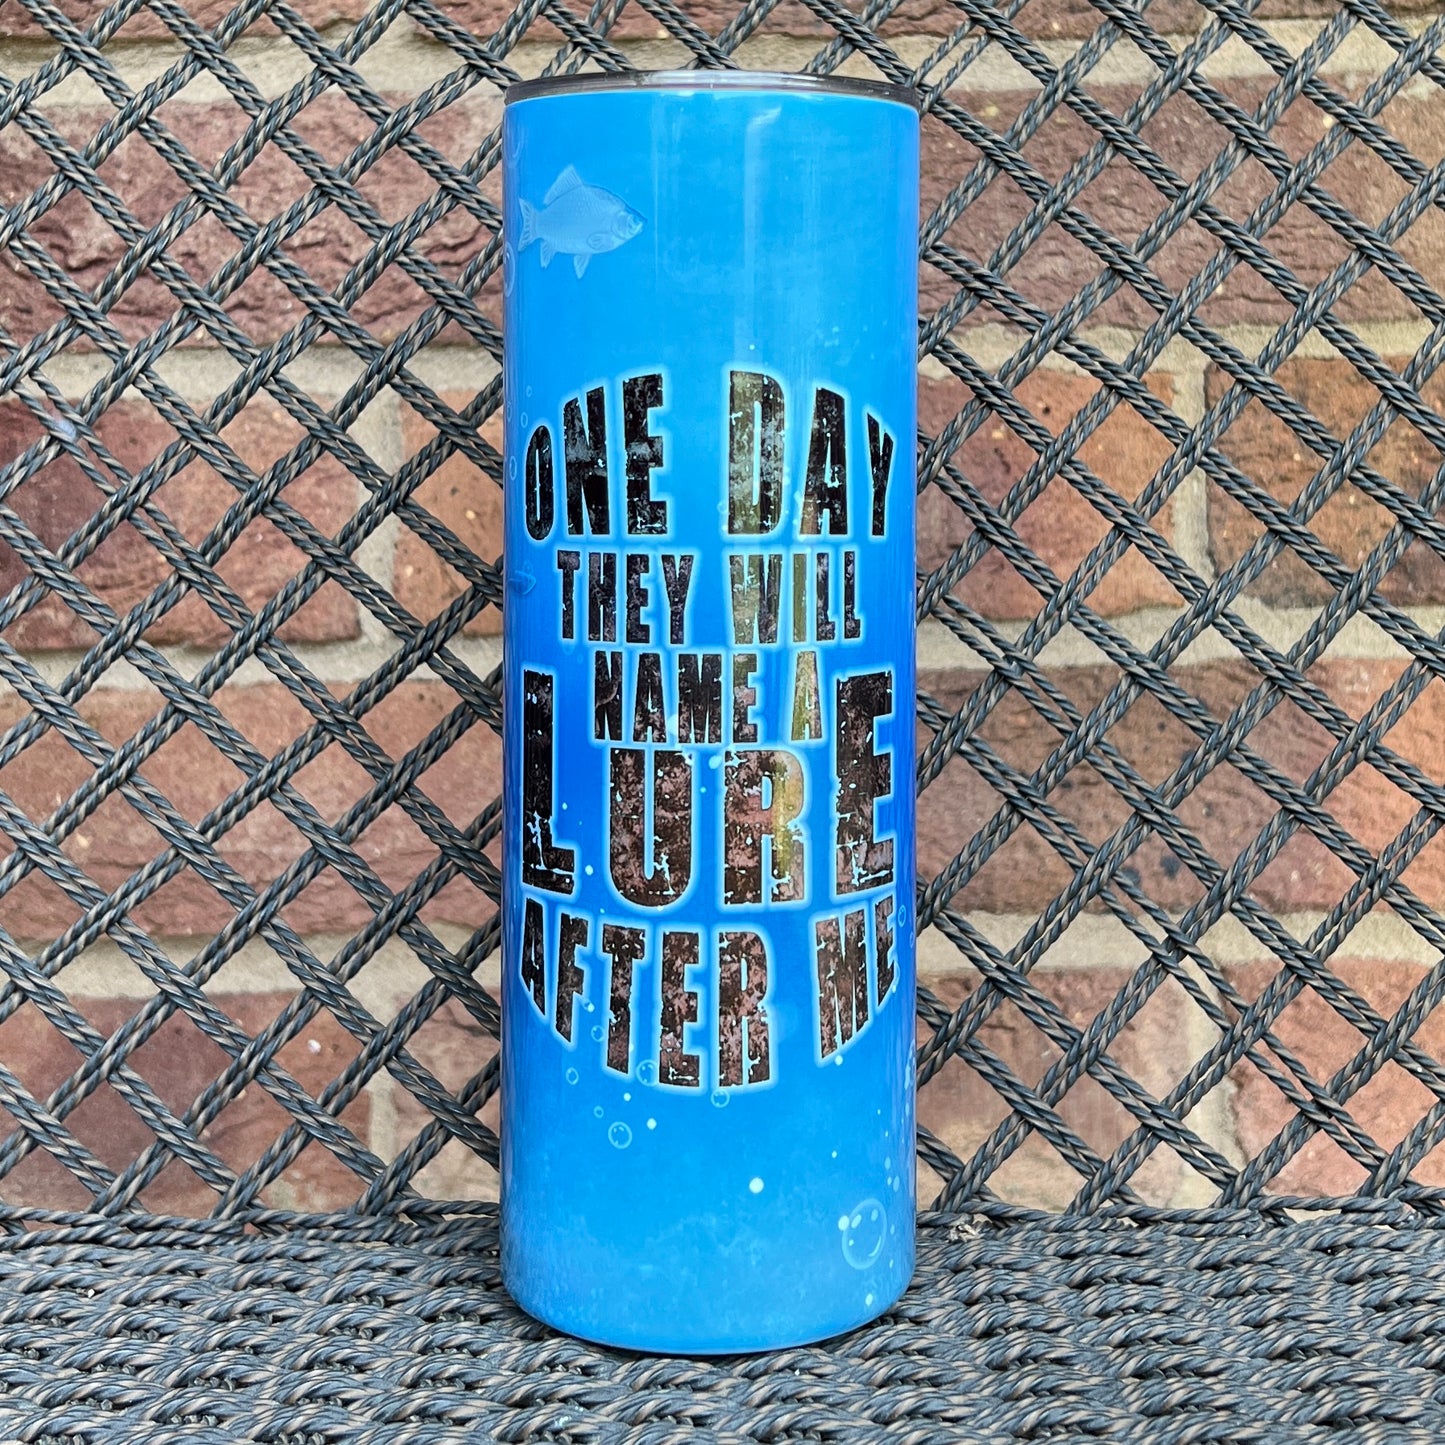 ONE DAY
THEY WILL
NAME A
LURE
AFTER ME